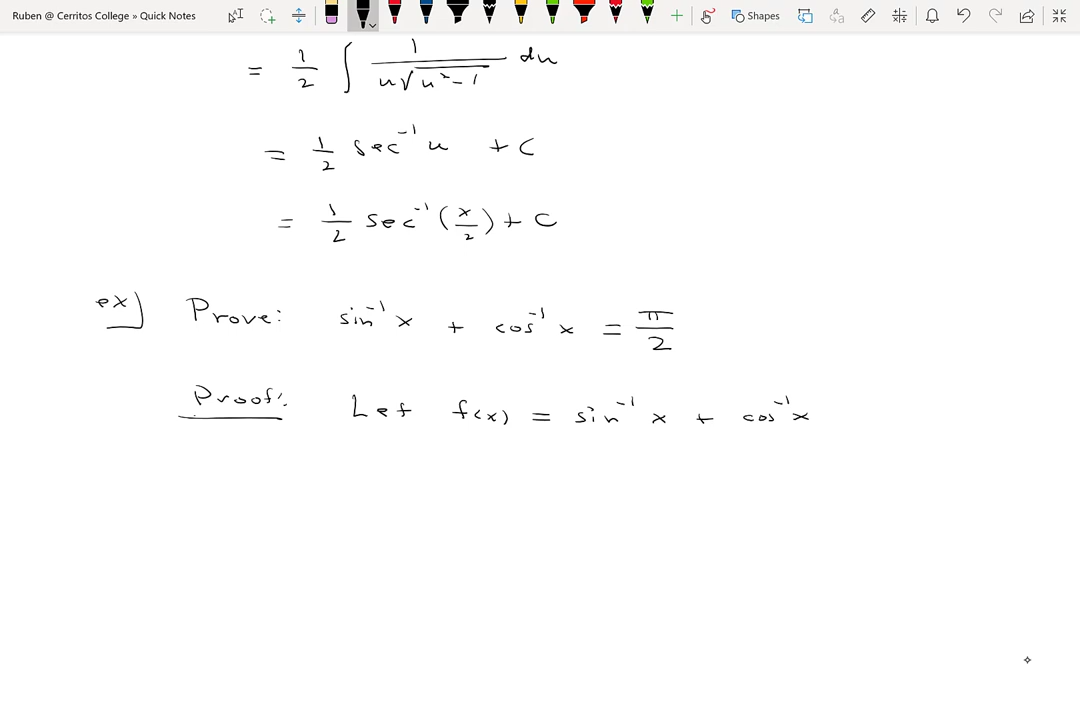 Ruben @ Cerritos College » Quick Notes Shapes
= 1/2 ∫ 1/(u√(u²-1)) du
= 1/2 sec⁻¹ u + C
= 1/2 sec⁻¹ (x/2) + C
ex) Prove: sin⁻¹ x + cos⁻¹ x = π/2
Proof: Let f(x) = sin⁻¹ x + cos⁻¹ x